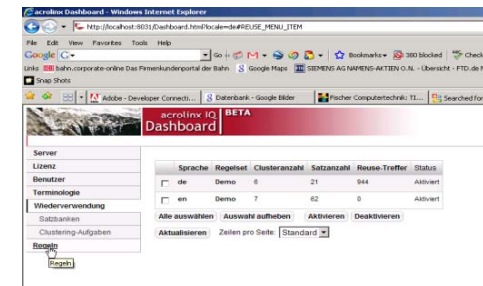 acrolinx Dashboard - Windows Internet Explorer
http://localhost:8031/Dashboard.html?locale=de#REUSE_MENU_ITEM
File Edit View Favorites Tools Help
Google G Go Bookmarks 380 blocked Check
Links bahn.corporate-online Das Firmenkundenportal der Bahn Google Maps SIEMENS AG NAMENS-AKTIEN O.N. - Übersicht - FTD.de
Snap Shots
Adobe - Developer Connecti... Datenbank - Google Bilder Fischer Computertechnik: TI... Searched for
acrolinx IQ BETA
Dashboard
Server
Lizenz
Benutzer
Terminologie
Wiederverwendung
Satzbanken
Clustering-Aufgaben
Regeln
Regeln
Sprache Regelset Clusteranzahl Satzanzahl Reuse-Treffer Status
de Demo 6 21 944 Aktiviert
en Demo 7 62 0 Aktiviert
Alle auswählen Auswahl aufheben Aktivieren Deaktivieren
Aktualisieren Zeilen pro Seite: Standard